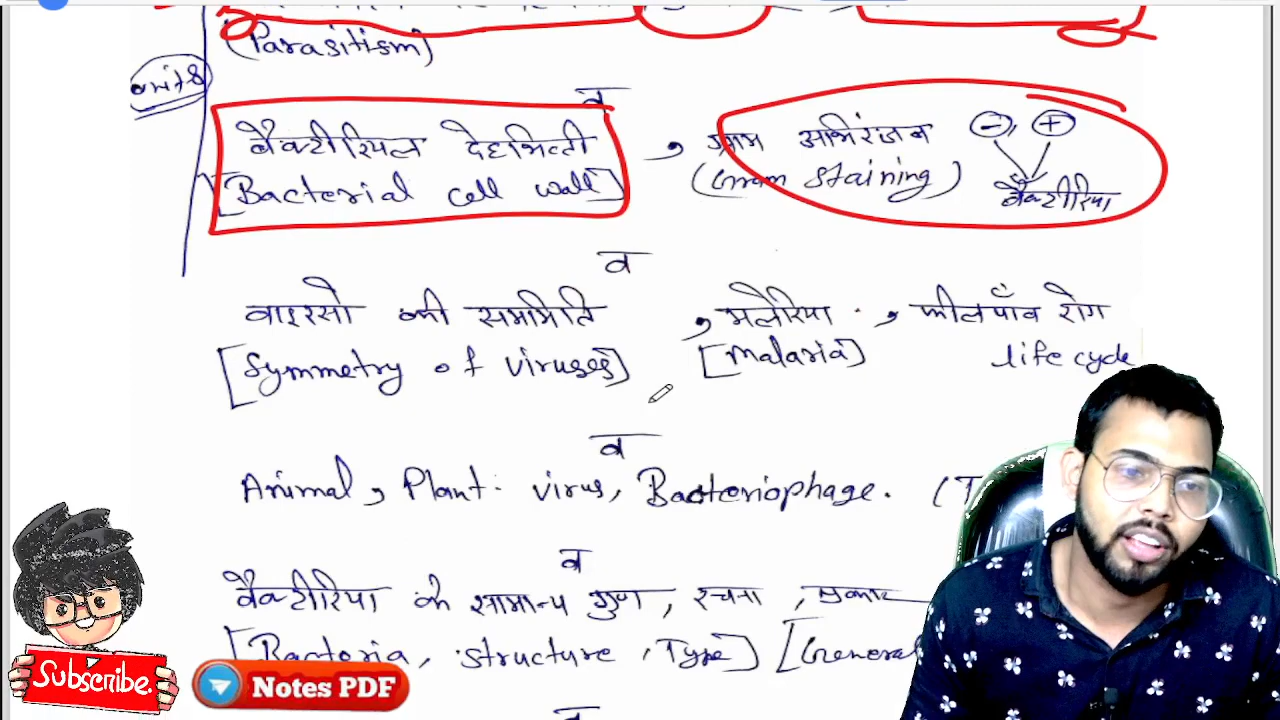 (Parasitism)
unit 8
व
बैक्टीरियल देहभित्ती , ग्राम अभिरंजन -, +
[Bacterial cell wall] (Gram staining) बैक्टीरिया
व
वाइरसो की सममिति , मलेरिया , फीलपाँव रोग
[Symmetry of viruses] [Malaria] life cycle
व
Animal, Plant virus, Bacteriophage. (T
व
बैक्टीरिया के सामान्य गुण, रचना, प्रकार
[Bacteria, structure, Type] [General
Subscribe.
Notes PDF
व